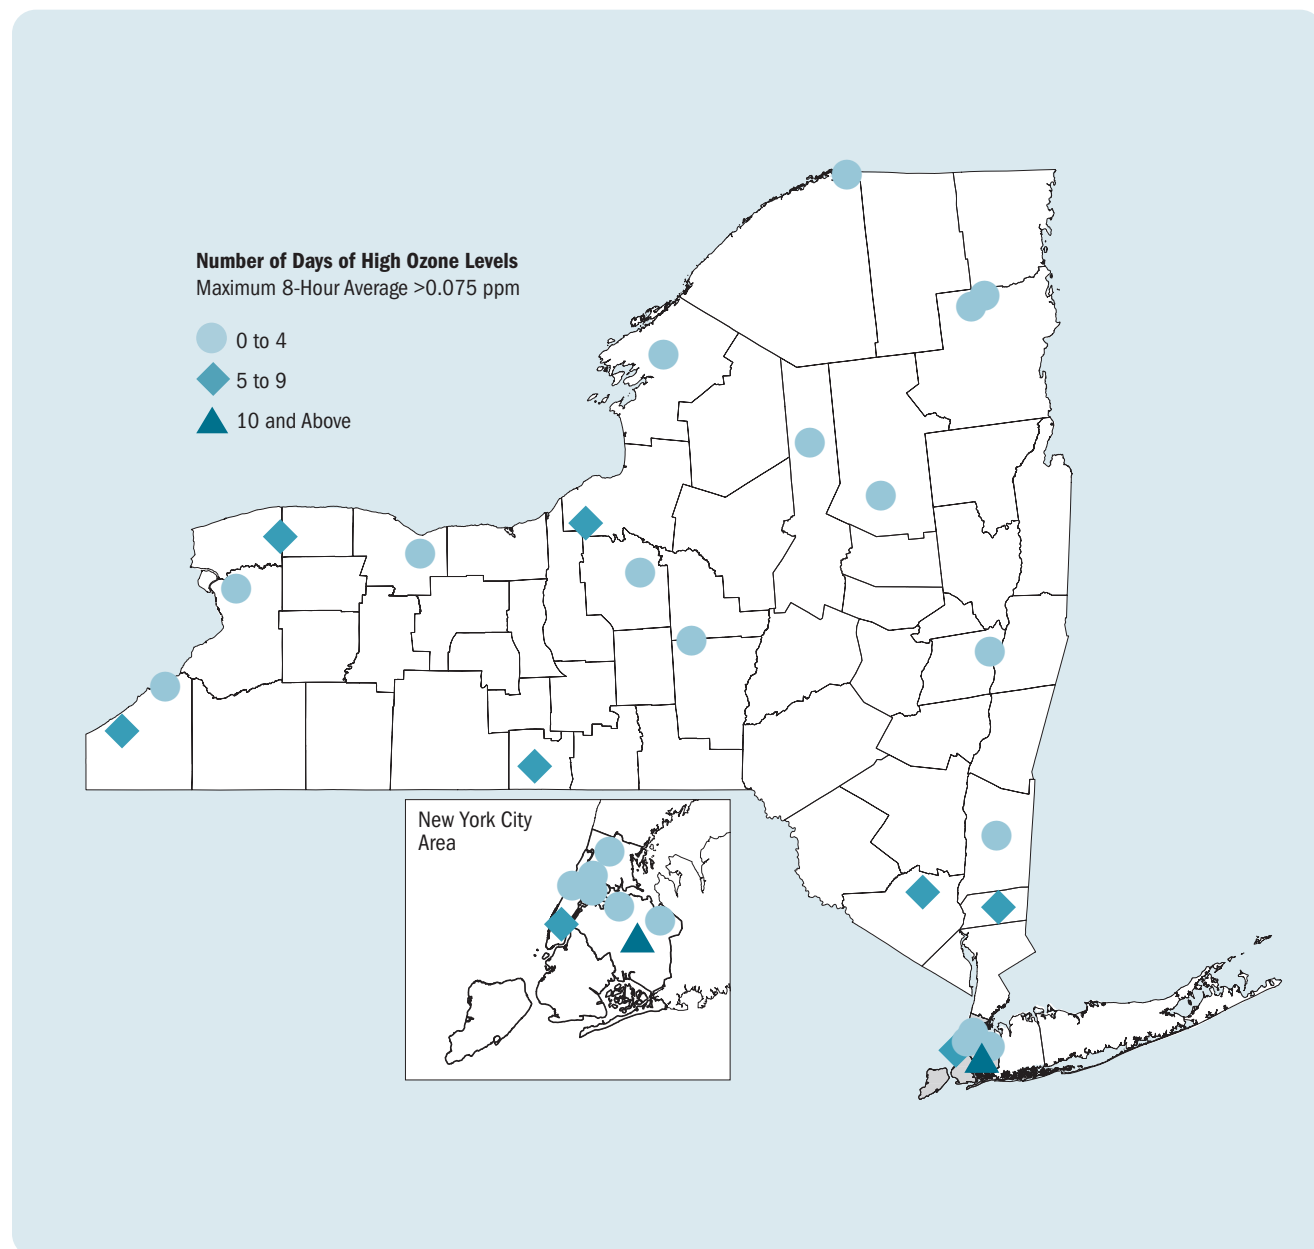 Number of Days of High Ozone Levels
Maximum 8-Hour Average >0.075 ppm
0 to 4
5 to 9
10 and Above
New York City
Area